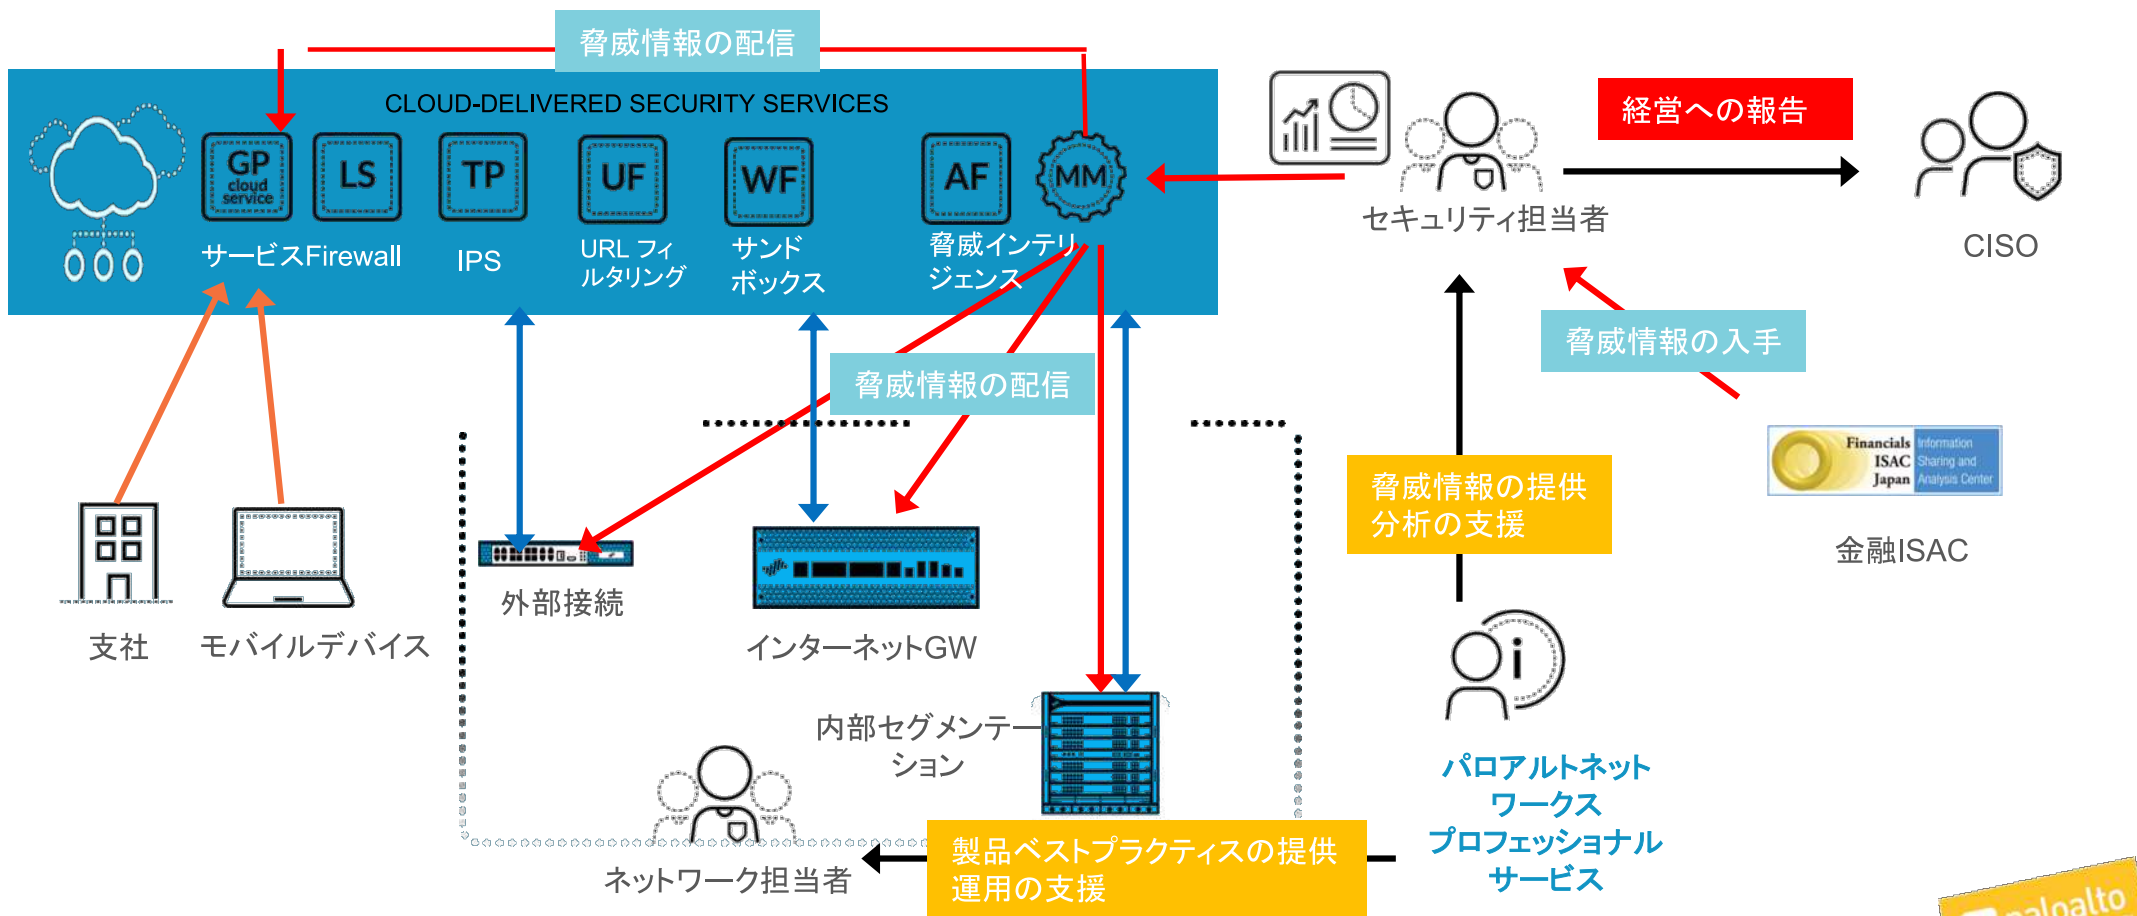 脅威情報の配信
CLOUD-DELIVERED SECURITY SERVICES
GP
cloud
service
LS
TP
UF
WF
AF
MM
サービスFirewall
IPS
URL フィ
ルタリング
サンド
ボックス
脅威インテリ
ジェンス
経営への報告
セキュリティ担当者
CISO
脅威情報の入手
脅威情報の配信
Financials
ISAC
Japan
Information
Sharing and
Analysis Center
金融ISAC
脅威情報の提供
分析の支援
支社
モバイルデバイス
外部接続
インターネットGW
内部セグメンテ
ーション
ネットワーク担当者
製品ベストプラクティスの提供
運用の支援
パロアルトネット
ワークス
プロフェッショナル
サービス
paloalto